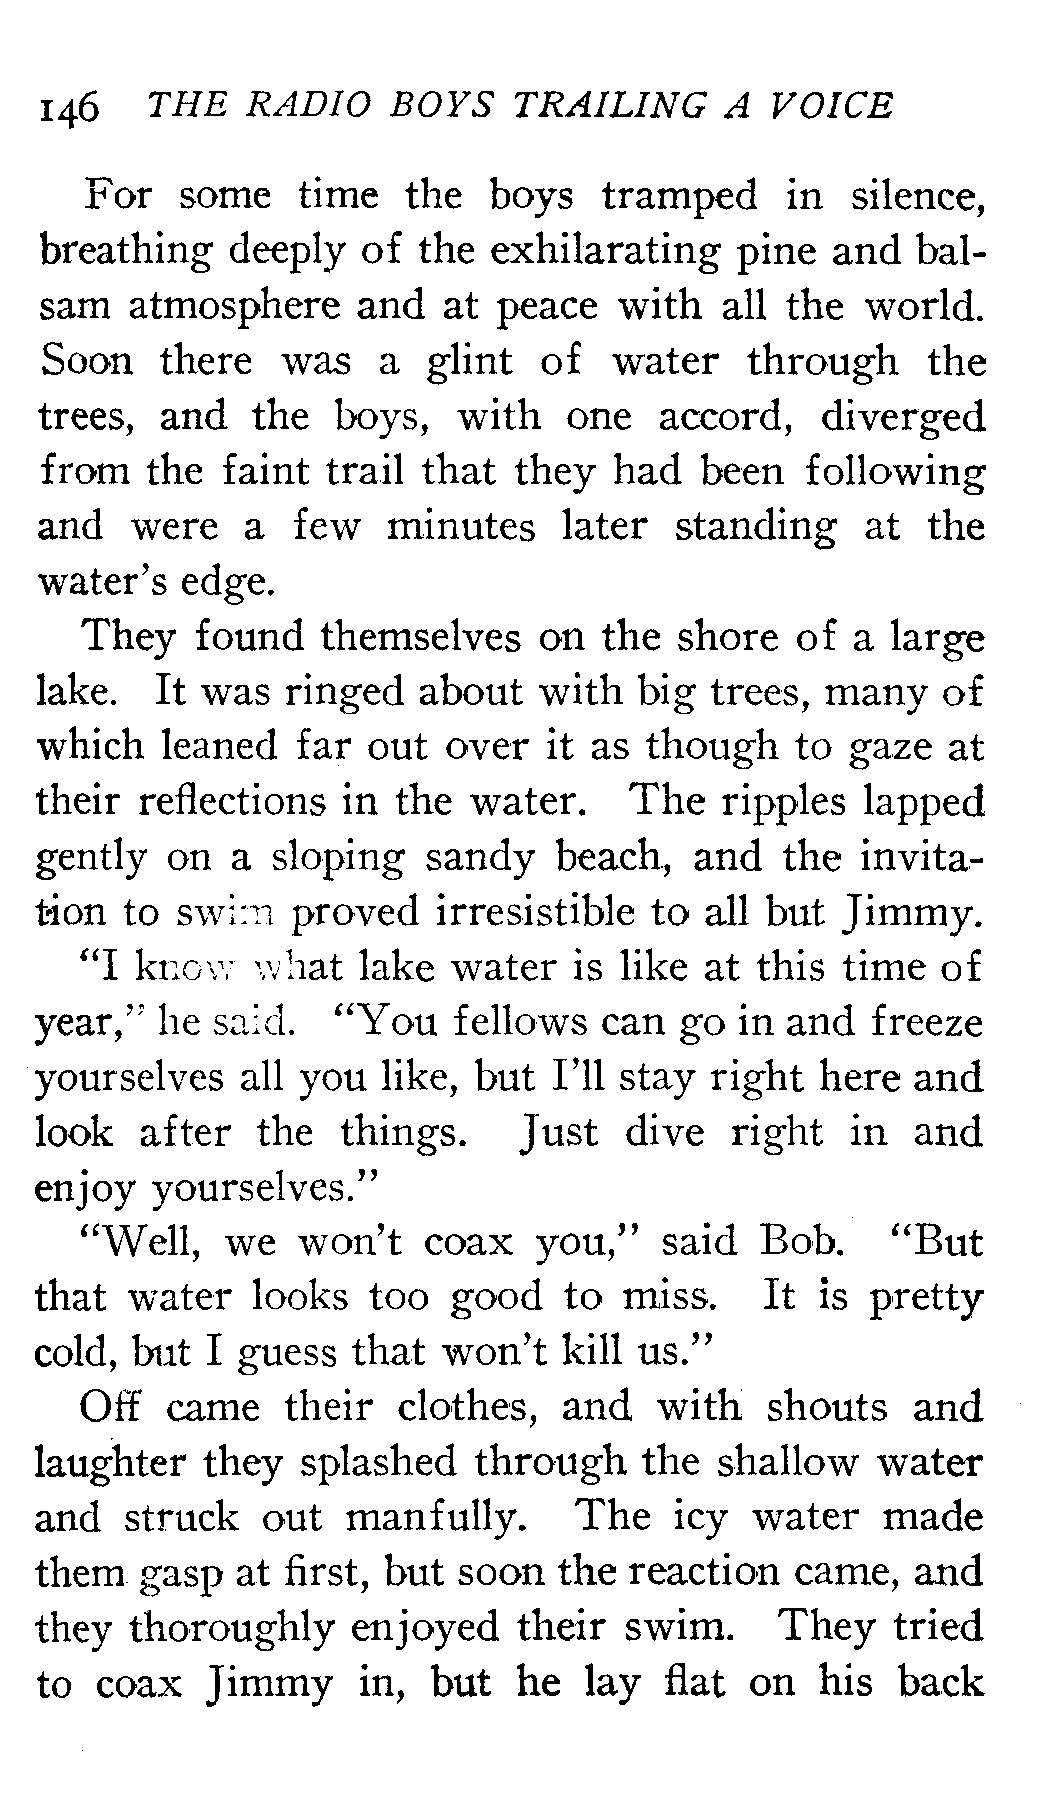 146 THE RADIO BOYS TRAILING A VOICE
For some time the boys tramped in silence,
breathing deeply of the exhilarating pine and bal-
sam atmosphere and at peace with all the world.
Soon there was a glint of water through the
trees, and the boys, with one accord, diverged
from the faint trail that they had been following
and were a few minutes later standing at the
water's edge.
They found themselves on the shore of a large
lake. It was ringed about with big trees, many of
which leaned far out over it as though to gaze at
their reflections in the water. The ripples lapped
gently on a sloping sandy beach, and the invita-
tion to swim proved irresistible to all but Jimmy.
"I know what lake water is like at this time of
year," he said. "You fellows can go in and freeze
yourselves all you like, but I'll stay right here and
look after the things. Just dive right in and
enjoy yourselves."
"Well, we won't coax you," said Bob. "But
that water looks too good to miss. It is pretty
cold, but I guess that won't kill us."
Off came their clothes, and with shouts and
laughter they splashed through the shallow water
and struck out manfully. The icy water made
them gasp at first, but soon the reaction came, and
they thoroughly enjoyed their swim. They tried
to coax Jimmy in, but he lay flat on his back